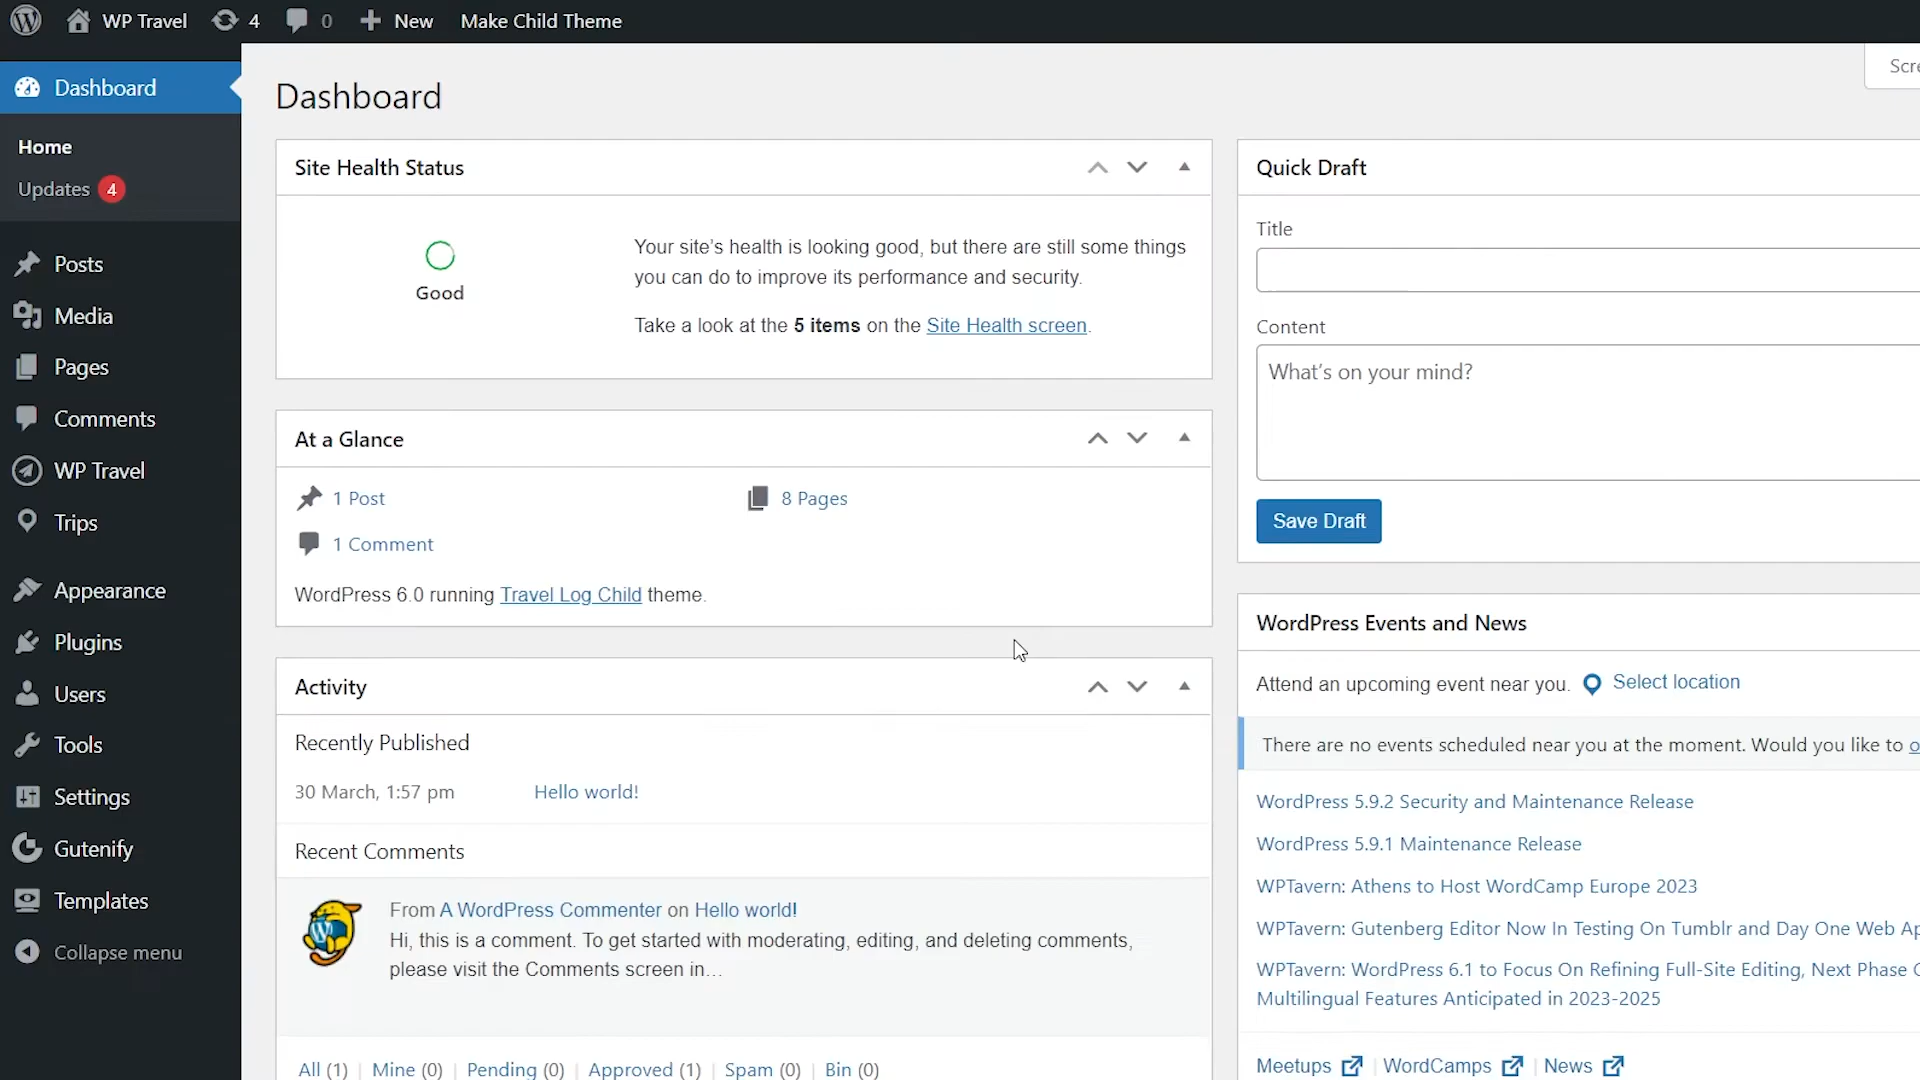 WP Travel 4 0 New Make Child Theme
Dashboard
Home
Updates 4
Posts
Media
Pages
Comments
WP Travel
Trips
Appearance
Plugins
Users
Tools
Settings
Gutenify
Templates
Collapse menu
Scre
Dashboard
Site Health Status
Good
Your site's health is looking good, but there are still some things
you can do to improve its performance and security.
Take a look at the 5 items on the Site Health screen.
At a Glance
1 Post
8 Pages
1 Comment
WordPress 6.0 running Travel Log Child theme.
Activity
Recently Published
30 March, 1:57 pm Hello world!
Recent Comments
From A WordPress Commenter on Hello world!
Hi, this is a comment. To get started with moderating, editing, and deleting comments,
please visit the Comments screen in…
All (1) | Mine (0) | Pending (0) | Approved (1) | Spam (0) | Bin (0)
Quick Draft
Title
Content
What's on your mind?
Save Draft
WordPress Events and News
Attend an upcoming event near you. Select location
There are no events scheduled near you at the moment. Would you like to o
WordPress 5.9.2 Security and Maintenance Release
WordPress 5.9.1 Maintenance Release
WPTavern: Athens to Host WordCamp Europe 2023
WPTavern: Gutenberg Editor Now In Testing On Tumblr and Day One Web Ap
WPTavern: WordPress 6.1 to Focus On Refining Full-Site Editing, Next Phase
Multilingual Features Anticipated in 2023-2025
Meetups | WordCamps | News